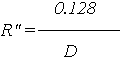 R" = 0.128 / D